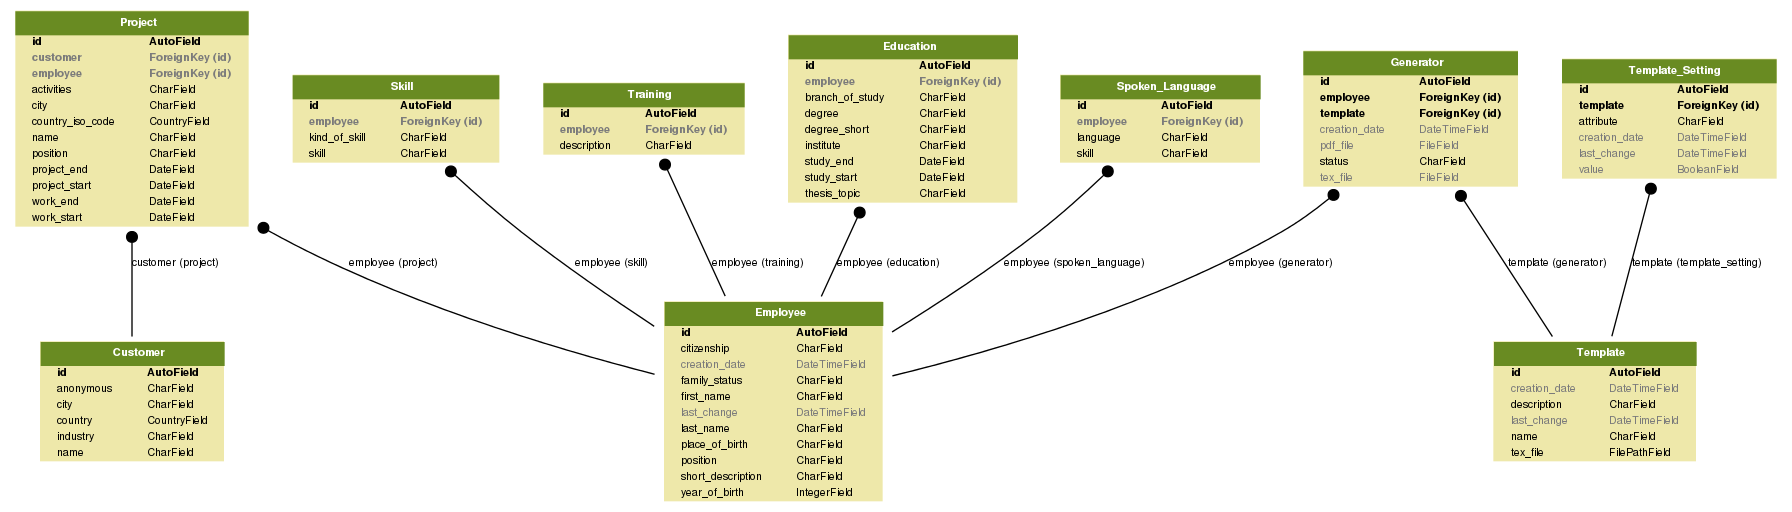 Project
id AutoField
customer ForeignKey (id)
employee ForeignKey (id)
activities CharField
city CharField
country_iso_code CountryField
name CharField
position CharField
project_end DateField
project_start DateField
work_end DateField
work_start DateField
Skill
id AutoField
employee ForeignKey (id)
kind_of_skill CharField
skill CharField
Training
id AutoField
employee ForeignKey (id)
description CharField
Education
id AutoField
employee ForeignKey (id)
branch_of_study CharField
degree CharField
degree_short CharField
institute CharField
study_end DateField
study_start DateField
thesis_topic CharField
Spoken_Language
id AutoField
employee ForeignKey (id)
language CharField
skill CharField
Generator
id AutoField
employee ForeignKey (id)
template ForeignKey (id)
creation_date DateTimeField
pdf_file FileField
status CharField
tex_file FileField
Template_Setting
id AutoField
template ForeignKey (id)
attribute CharField
creation_date DateTimeField
last_change DateTimeField
value BooleanField
customer (project)
employee (project)
employee (skill)
employee (training)
employee (education)
employee (spoken_language)
employee (generator)
template (generator)
template (template_setting)
Customer
id AutoField
anonymous CharField
city CharField
country CountryField
industry CharField
name CharField
Employee
id AutoField
citizenship CharField
creation_date DateTimeField
family_status CharField
first_name CharField
last_change DateTimeField
last_name CharField
place_of_birth CharField
position CharField
short_description CharField
year_of_birth IntegerField
Template
id AutoField
creation_date DateTimeField
description CharField
last_change DateTimeField
name CharField
tex_file FilePathField